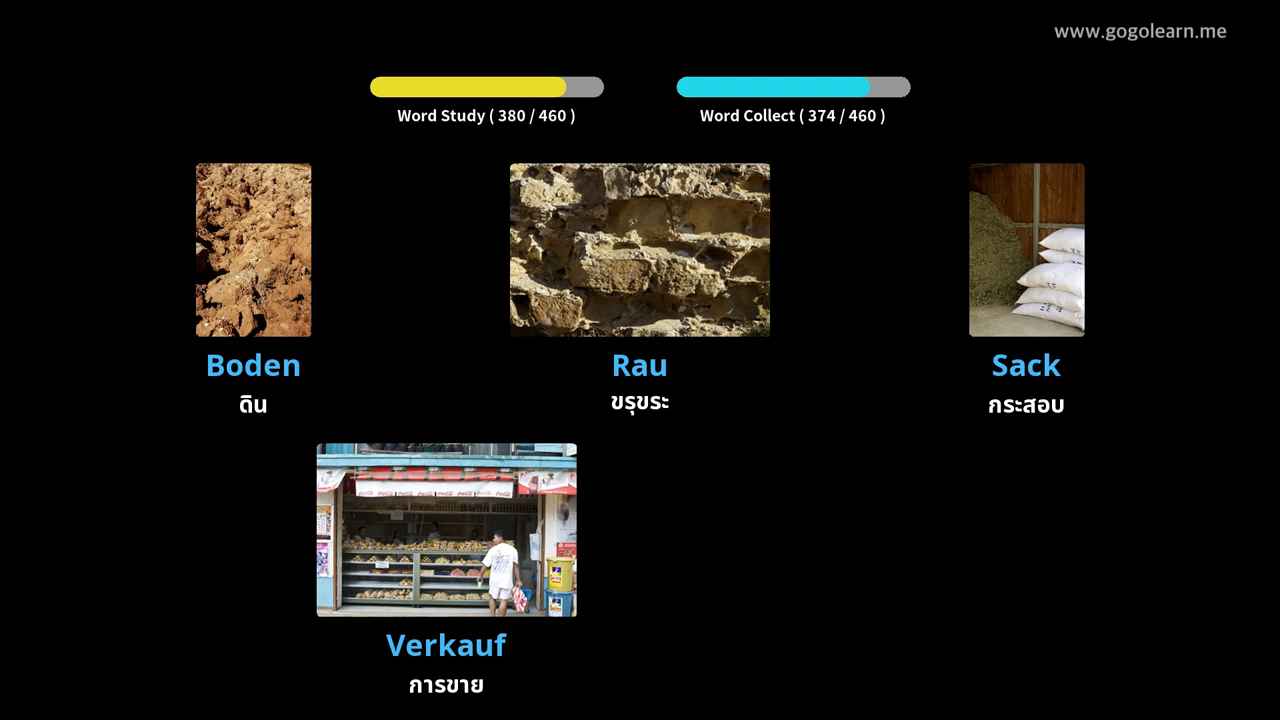 www.gogolearn.me
Word Study ( 380 / 460 )
Word Collect ( 374 / 460 )
Boden
ดิน
Rau
ขรุขระ
Sack
กระสอบ
Verkauf
การขาย